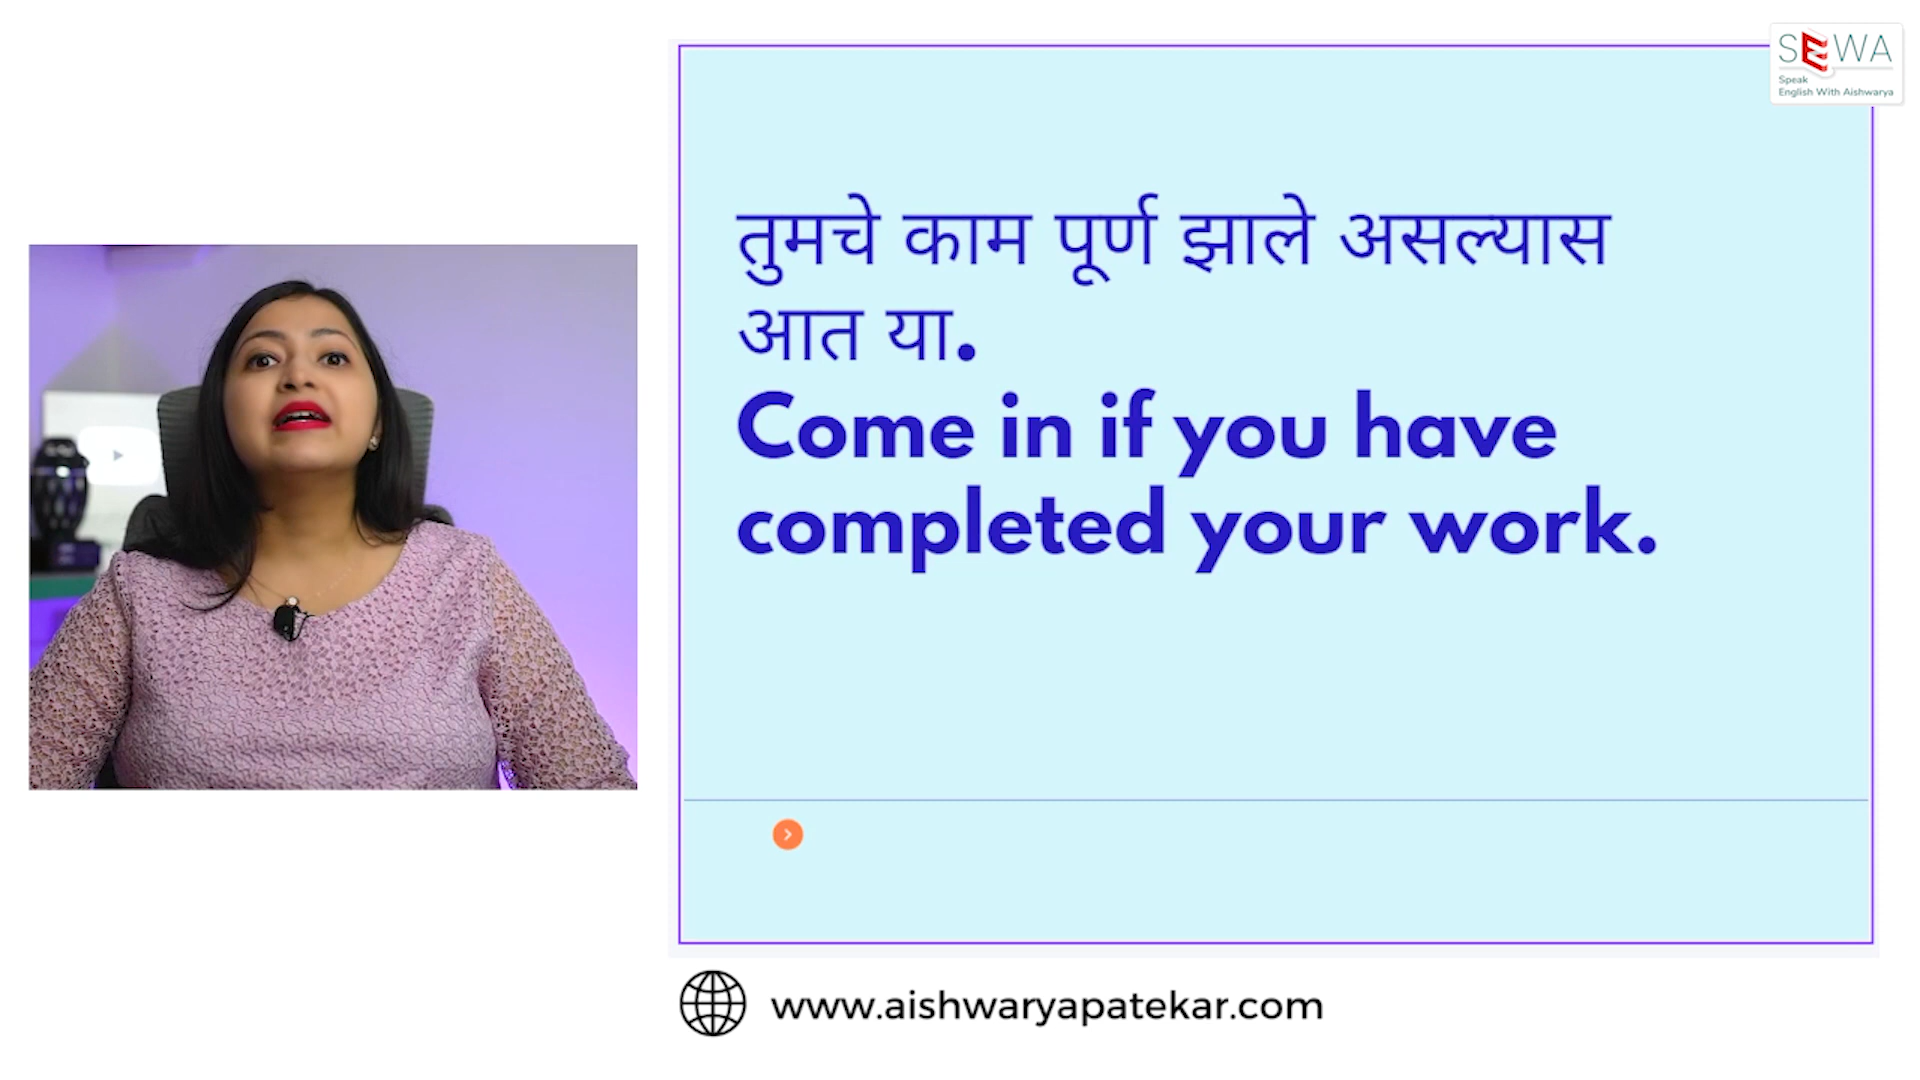 SEWA
Speak
English With Aishwarya
तुमचे काम पूर्ण झाले असल्यास
आत या.
Come in if you have
completed your work.
www.aishwaryapatekar.com